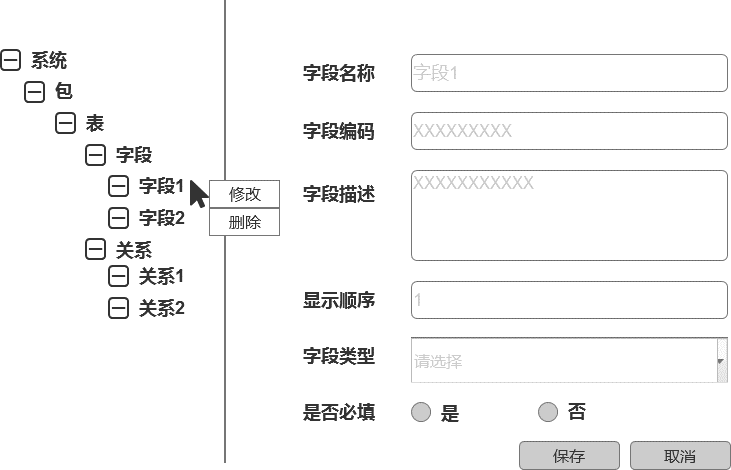 系统
包
表
字段
字段1
字段2
关系
关系1
关系2
修改
删除
字段名称 字段1
字段编码 XXXXXXXXX
字段描述 XXXXXXXXXXX
显示顺序 1
字段类型 请选择
是否必填 是 否
保存 取消